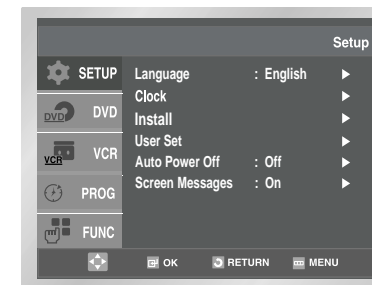 Setup
SETUP
Language : English ►
Clock ►
DVD DVD
Install ►
User Set ►
VCR VCR
Auto Power Off : Off ►
Screen Messages : On ►
PROG
FUNC
OK RETURN MENU